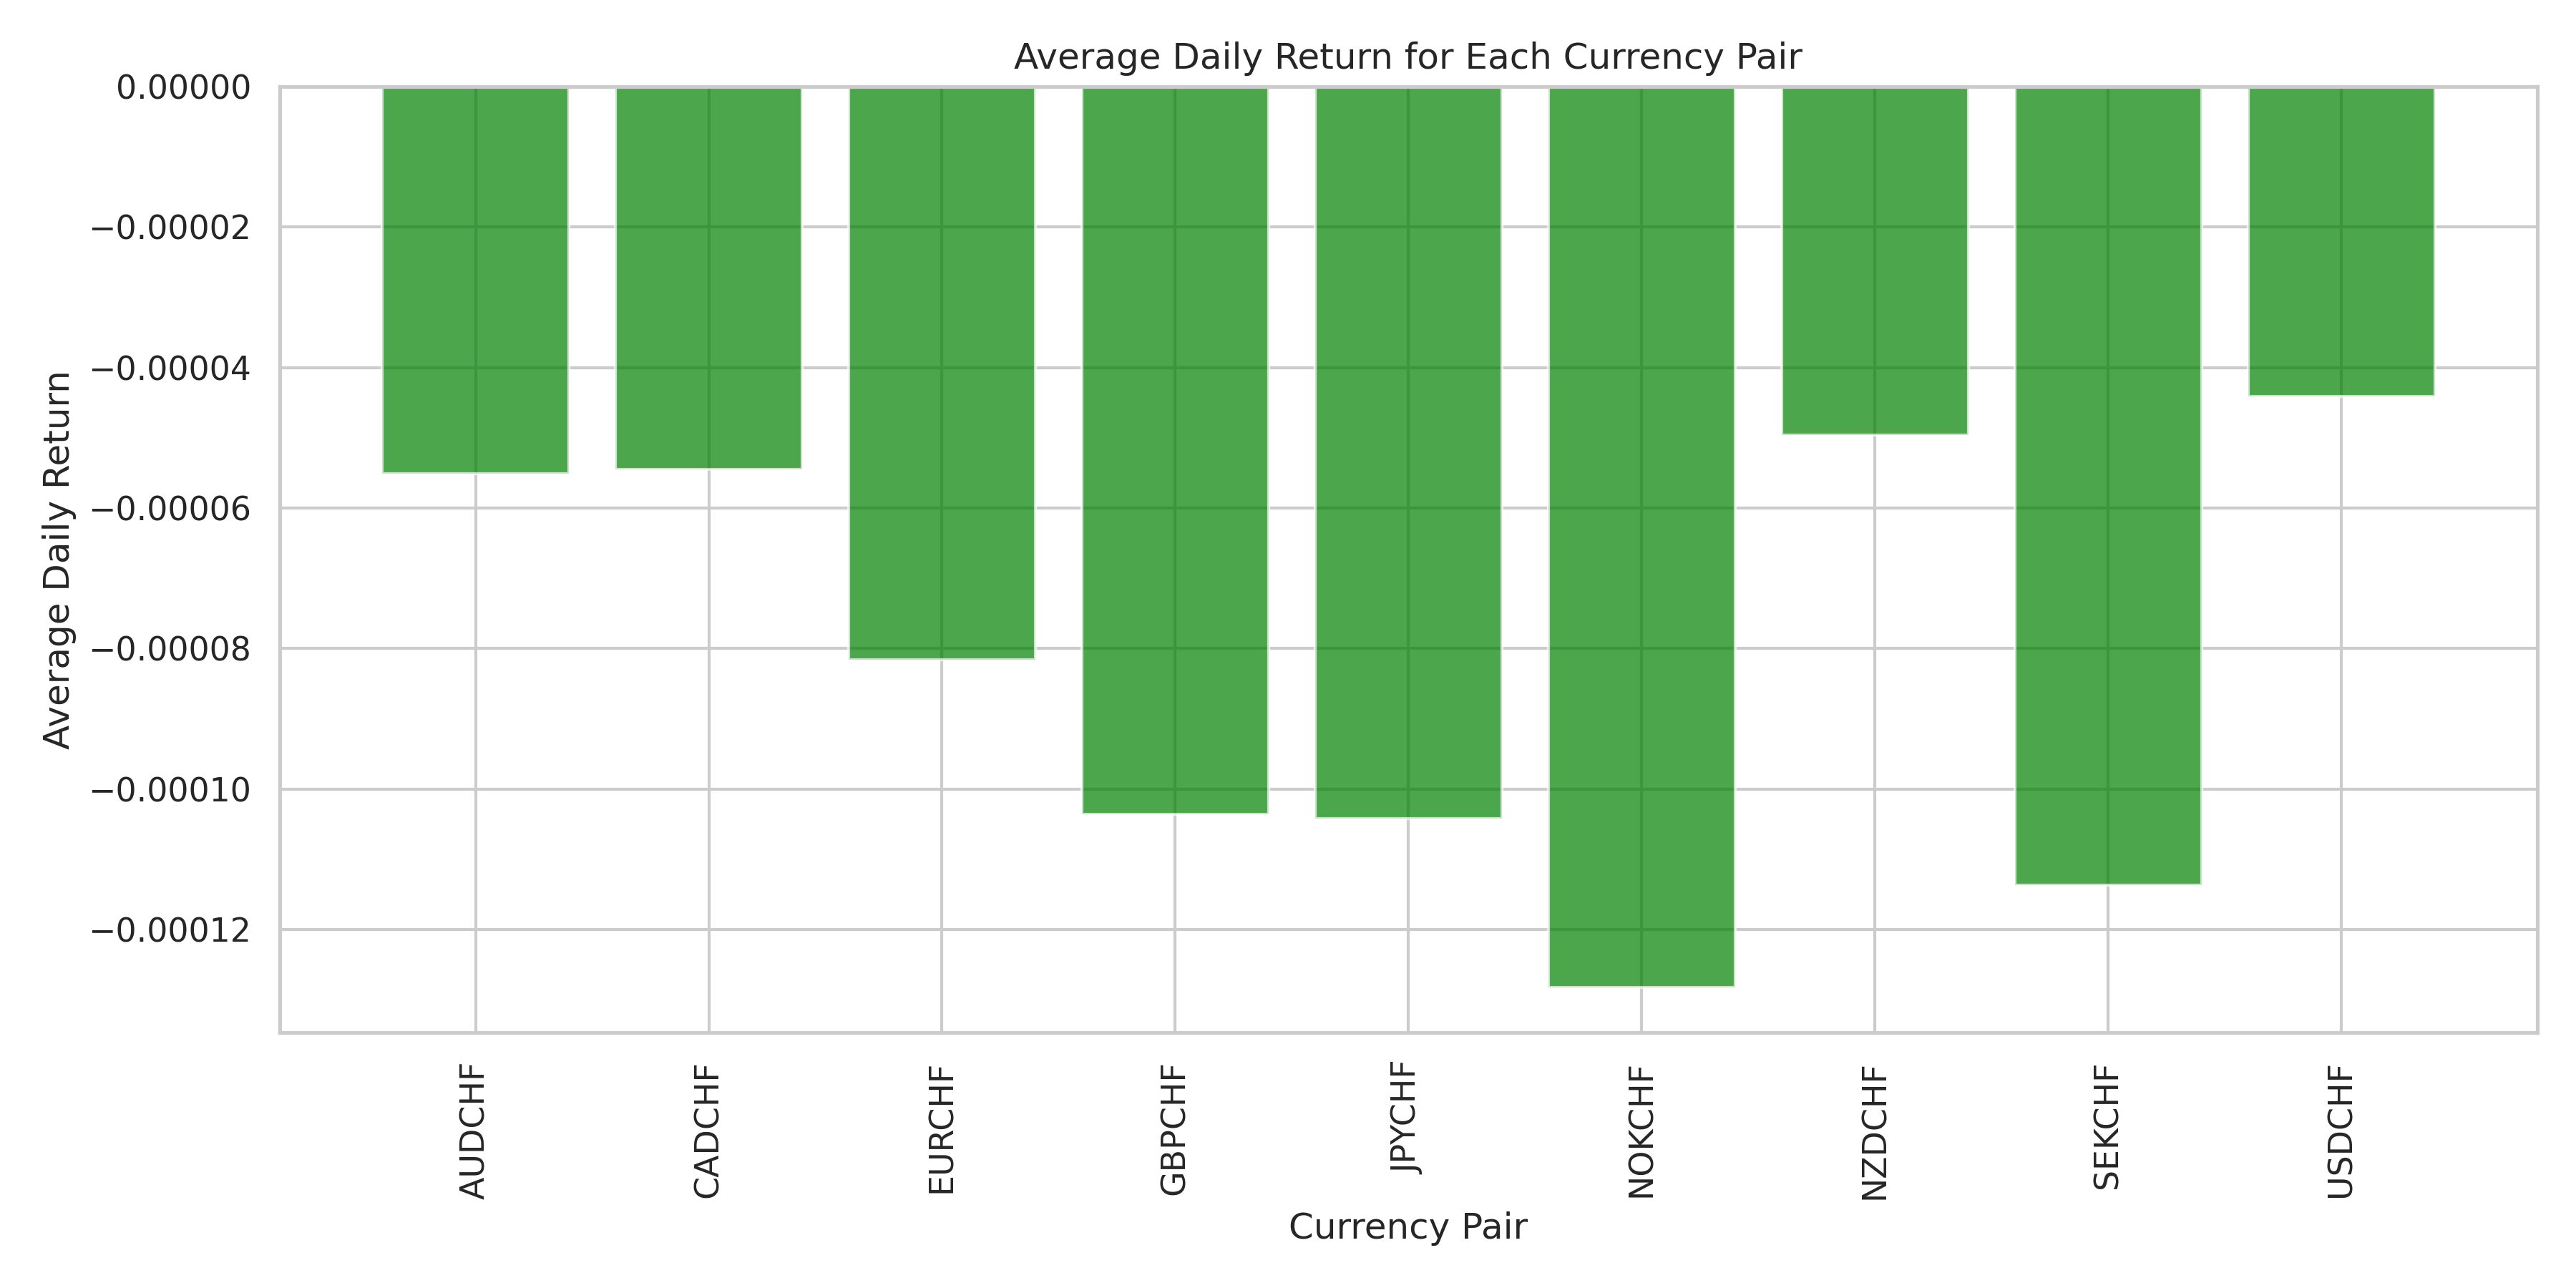 Average Daily Return for Each Currency Pair
0.00000
−0.00002
−0.00004
−0.00006
−0.00008
−0.00010
−0.00012
Average Daily Return
AUDCHF
CADCHF
EURCHF
GBPCHF
JPYCHF
NOKCHF
NZDCHF
SEKCHF
USDCHF
Currency Pair